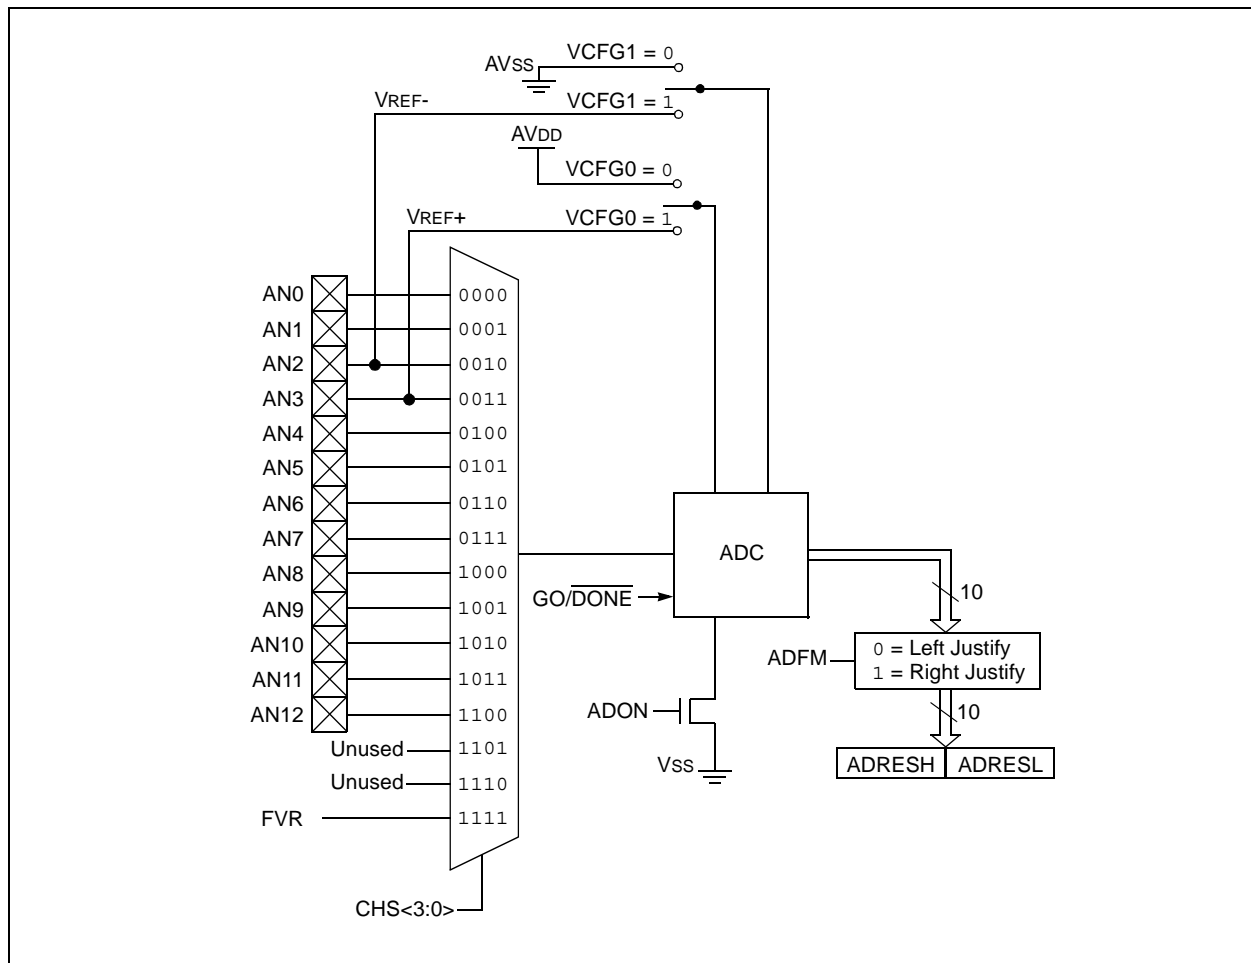 VCFG1 = 0
AVSS
VREF-
VCFG1 = 1
AVDD
VCFG0 = 0
VREF+
VCFG0 = 1
AN0 0000
AN1 0001
AN2 0010
AN3 0011
AN4 0100
AN5 0101
AN6 0110
AN7 0111
AN8 1000
AN9 1001
AN10 1010
AN11 1011
AN12 1100
Unused 1101
Unused 1110
FVR 1111
CHS<3:0>
ADC
GO/DONE
10
ADFM
0 = Left Justify
1 = Right Justify
10
ADON
VSS
ADRESH ADRESL